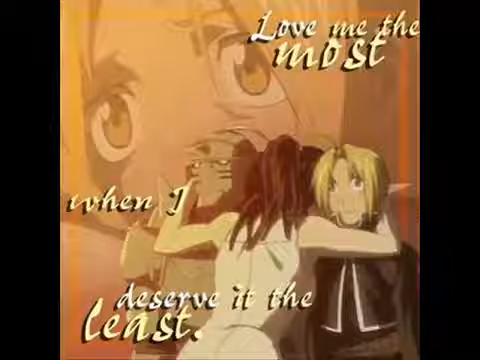 Love me the
most
when I
deserve it the
least.